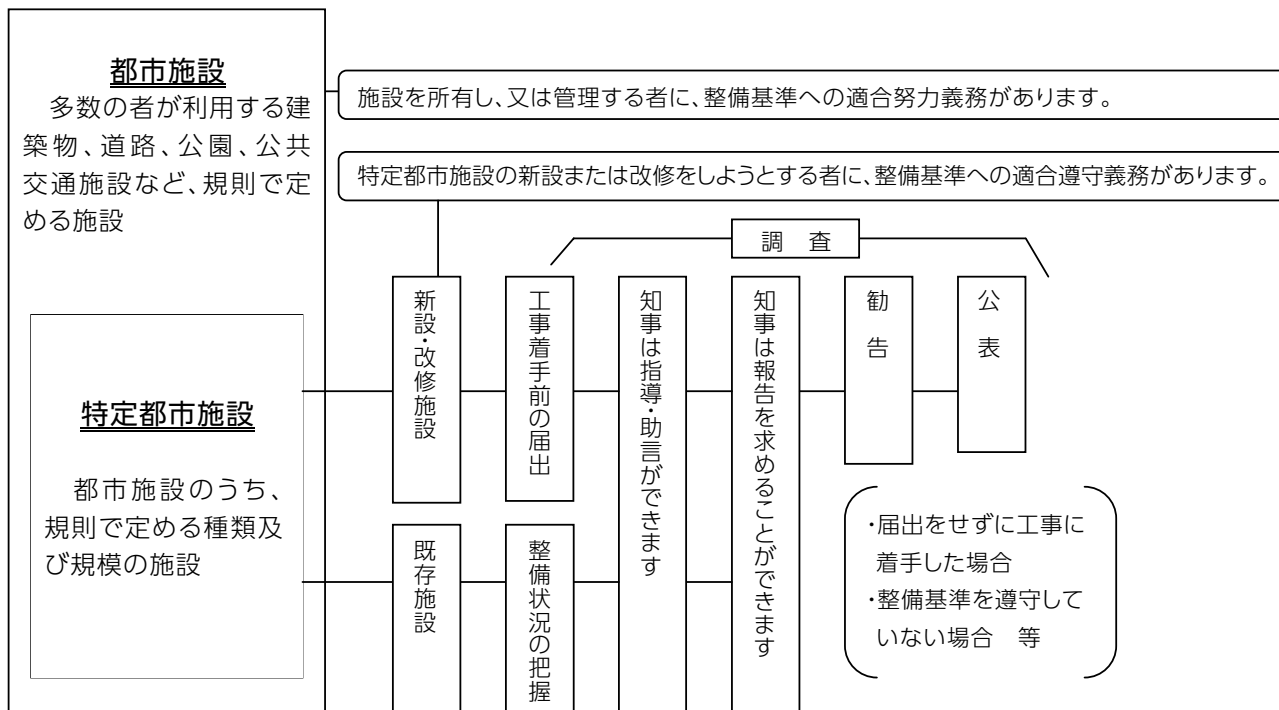 都市施設
多数の者が利用する建
築物、道路、公園、公共
交通施設など、規則で定
める施設
施設を所有し、又は管理する者に、整備基準への適合努力義務があります。
特定都市施設の新設または改修をしようとする者に、整備基準への適合遵守義務があります。
調　査
特定都市施設
都市施設のうち、
規則で定める種類及
び規模の施設
新設・改修施設
工事着手前の届出
知事は指導・助言ができます
知事は報告を求めることができます
勧告
公表
既存施設
整備状況の把握
・届出をせずに工事に
着手した場合
・整備基準を遵守して
いない場合　等